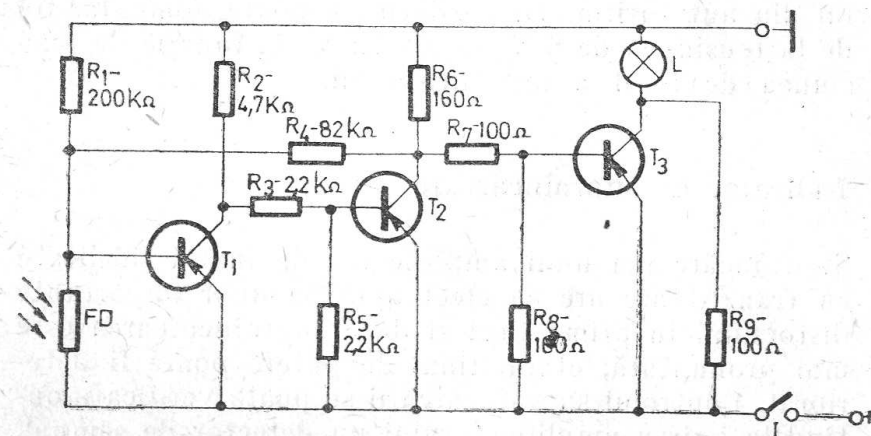 R1-
200KΩ
R2-
4,7KΩ
R6-
160Ω
L
R4-82KΩ
R7-100Ω
T3
R3-2,2KΩ
T2
T1
FD
R5-
2,2KΩ
R8-
R9-
100Ω
I
+